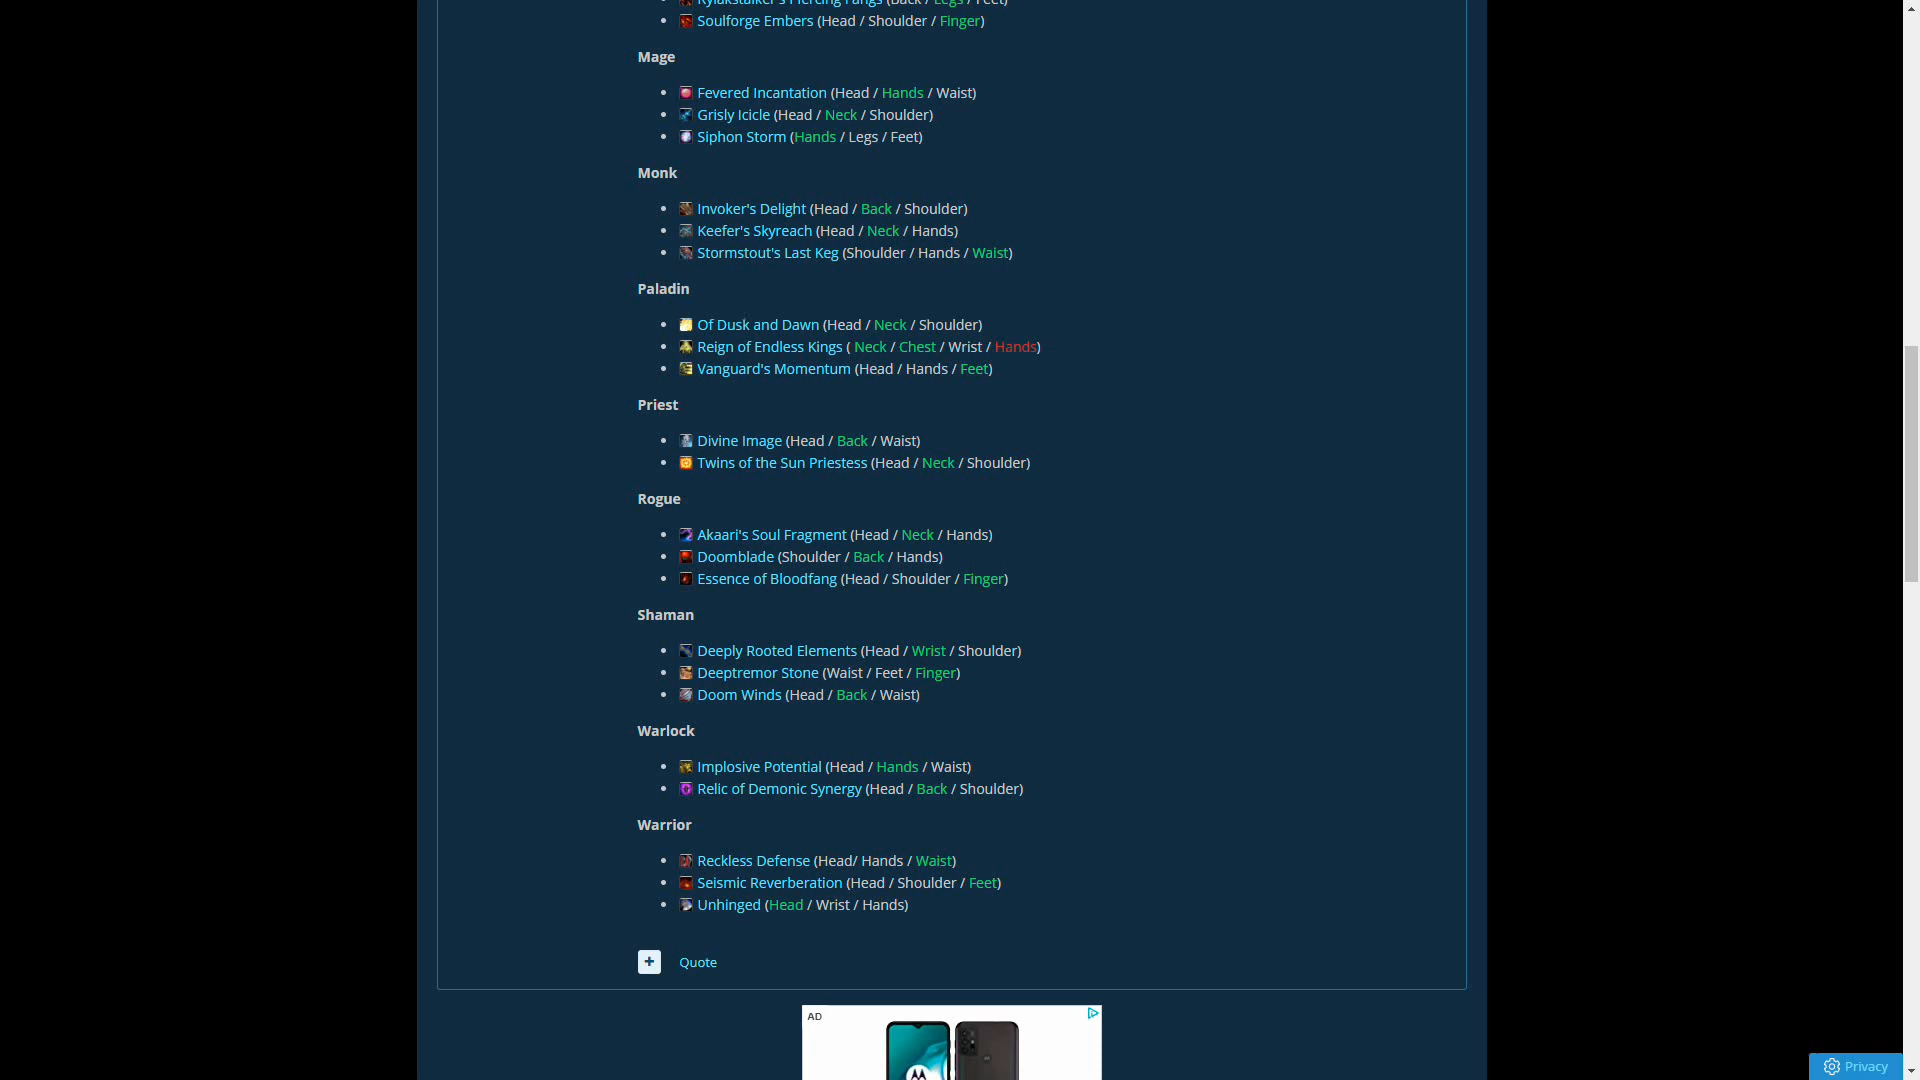 Rylakstalker's Piercing Fangs (Back / Legs / Feet)
Soulforge Embers (Head / Shoulder / Finger)
Mage
Fevered Incantation (Head / Hands / Waist)
Grisly Icicle (Head / Neck / Shoulder)
Siphon Storm (Hands / Legs / Feet)
Monk
Invoker's Delight (Head / Back / Shoulder)
Keefer's Skyreach (Head / Neck / Hands)
Stormstout's Last Keg (Shoulder / Hands / Waist)
Paladin
Of Dusk and Dawn (Head / Neck / Shoulder)
Reign of Endless Kings ( Neck / Chest / Wrist / Hands)
Vanguard's Momentum (Head / Hands / Feet)
Priest
Divine Image (Head / Back / Waist)
Twins of the Sun Priestess (Head / Neck / Shoulder)
Rogue
Akaari's Soul Fragment (Head / Neck / Hands)
Doomblade (Shoulder / Back / Hands)
Essence of Bloodfang (Head / Shoulder / Finger)
Shaman
Deeply Rooted Elements (Head / Wrist / Shoulder)
Deeptremor Stone (Waist / Feet / Finger)
Doom Winds (Head / Back / Waist)
Warlock
Implosive Potential (Head / Hands / Waist)
Relic of Demonic Synergy (Head / Back / Shoulder)
Warrior
Reckless Defense (Head/ Hands / Waist)
Seismic Reverberation (Head / Shoulder / Feet)
Unhinged (Head / Wrist / Hands)
+ Quote
AD
Privacy